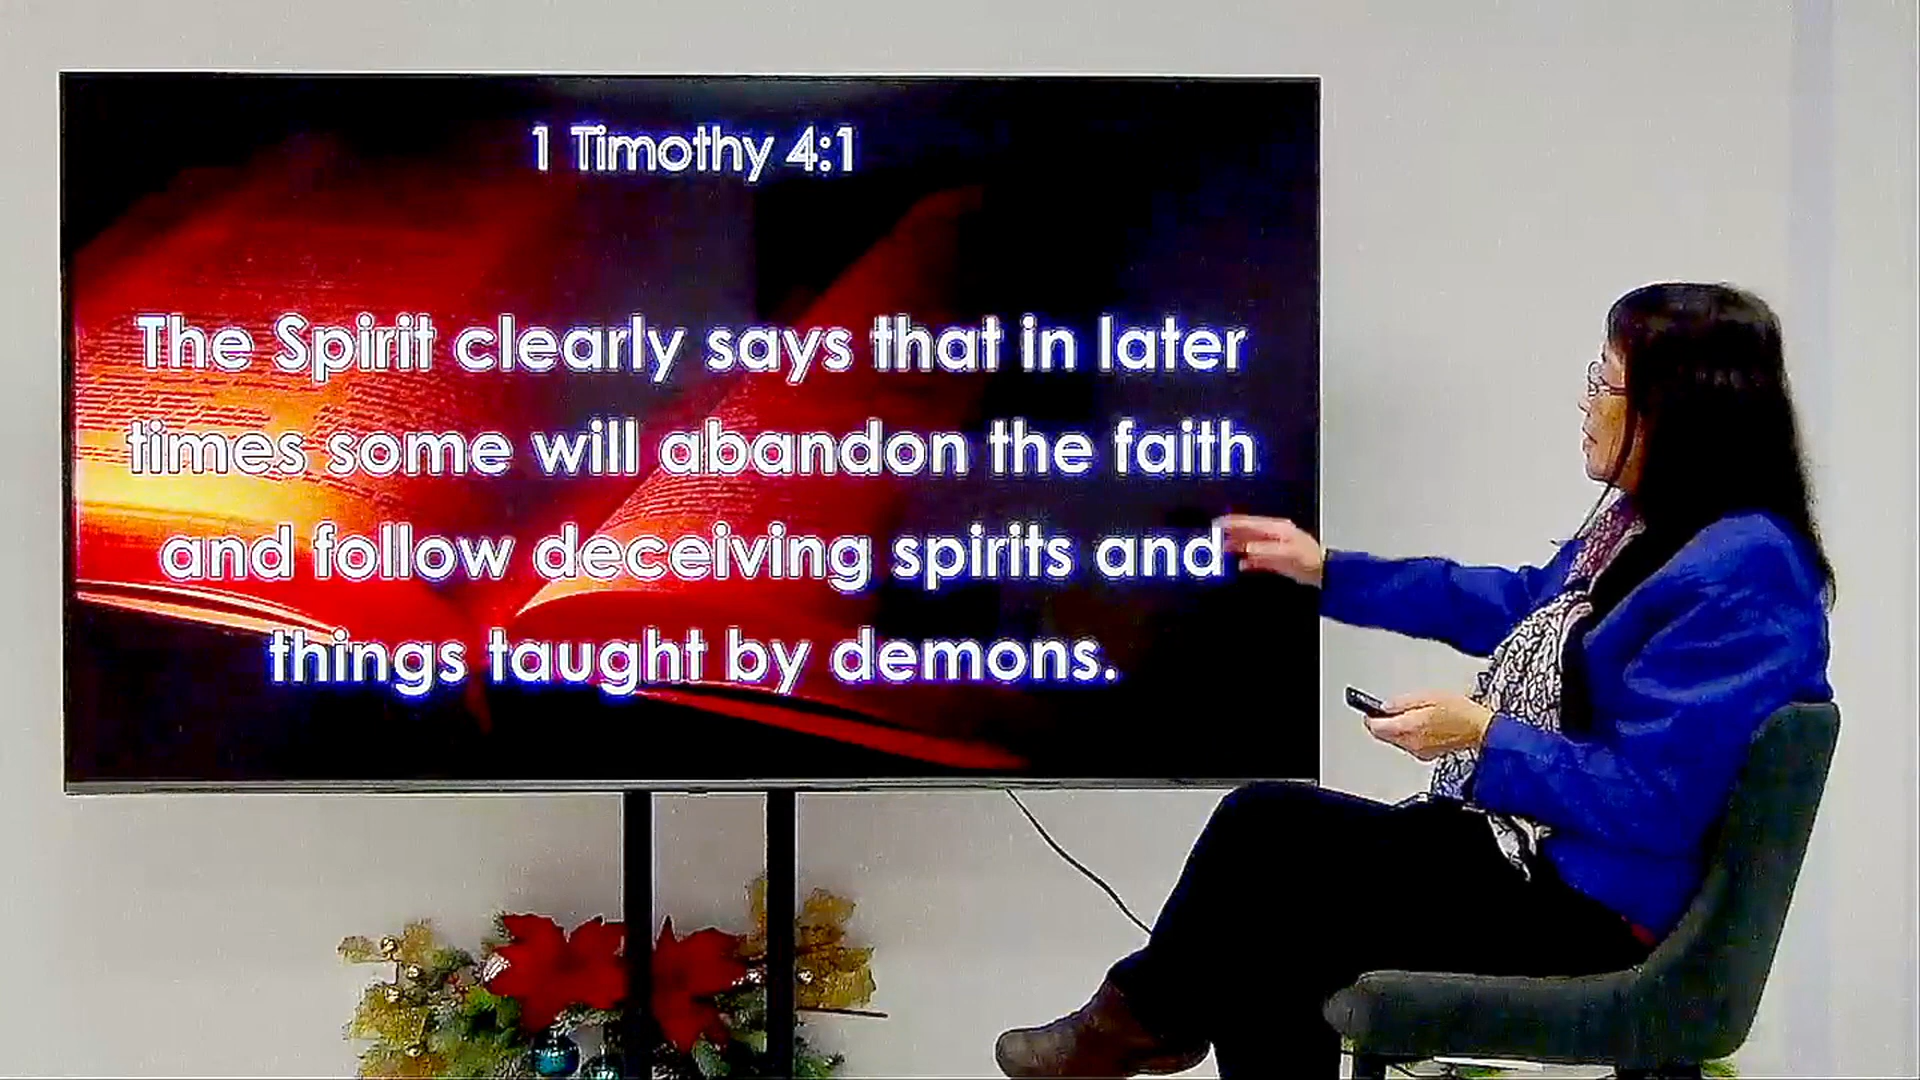 1 Timothy 4:1
The Spirit clearly says that in later
times some will abandon the faith
and follow deceiving spirits and
things taught by demons.